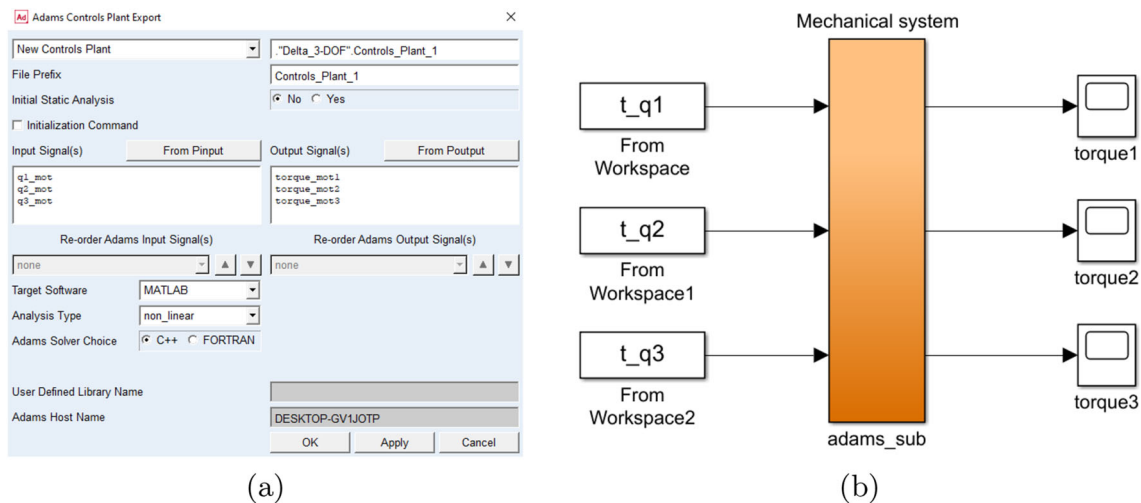 Ad Adams Controls Plant Export
New Controls Plant ."Delta_3-DOF".Controls_Plant_1
File Prefix Controls_Plant_1
Initial Static Analysis No Yes
Initialization Command
Input Signal(s) From Pinput Output Signal(s) From Poutput
q1_mot torque_mot1
q2_mot torque_mot2
q3_mot torque_mot3
Re-order Adams Input Signal(s) Re-order Adams Output Signal(s)
none none
Target Software MATLAB
Analysis Type non_linear
Adams Solver Choice C++ FORTRAN
User Defined Library Name
Adams Host Name DESKTOP-GV1JOTP
OK Apply Cancel
(a)
Mechanical system
t_q1
From
Workspace
torque1
t_q2
From
Workspace1
torque2
t_q3
From
Workspace2
torque3
adams_sub
(b)